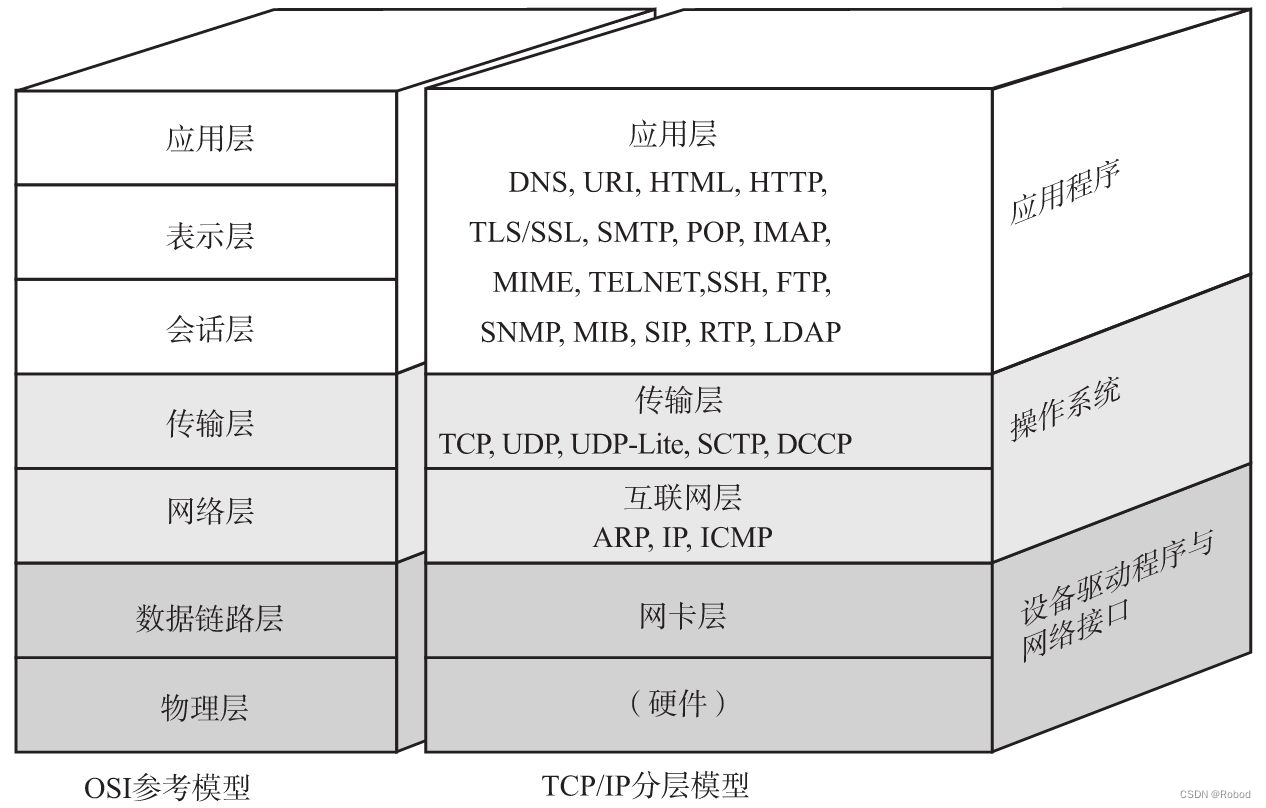 应用层
表示层
会话层
传输层
网络层
数据链路层
物理层
OSI参考模型
应用层
DNS, URI, HTML, HTTP,
TLS/SSL, SMTP, POP, IMAP,
MIME, TELNET,SSH, FTP,
SNMP, MIB, SIP, RTP, LDAP
传输层
TCP, UDP, UDP-Lite, SCTP, DCCP
互联网层
ARP, IP, ICMP
网卡层
（硬件）
TCP/IP分层模型
应用程序
操作系统
设备驱动程序与
网络接口
CSDN @Robod